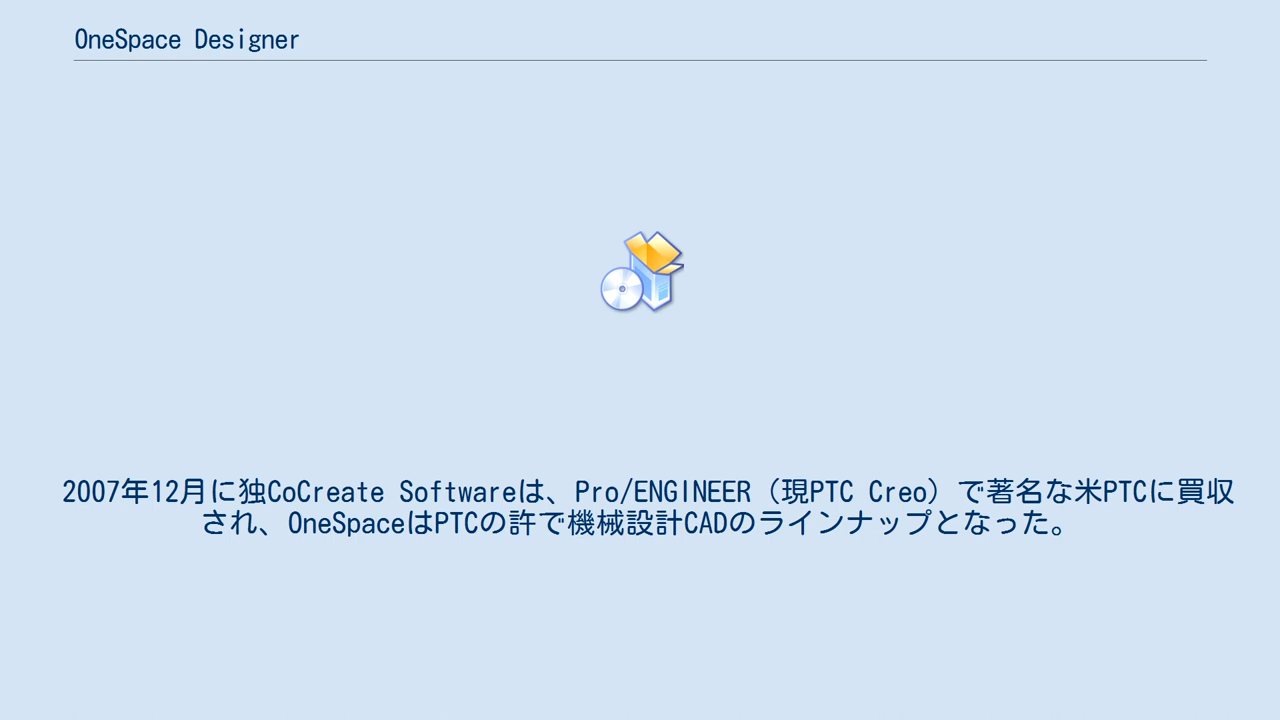 OneSpace Designer
2007年12月に独CoCreate Softwareは、Pro/ENGINEER（現PTC Creo）で著名な米PTCに買収
され、OneSpaceはPTCの許で機械設計CADのラインナップとなった。